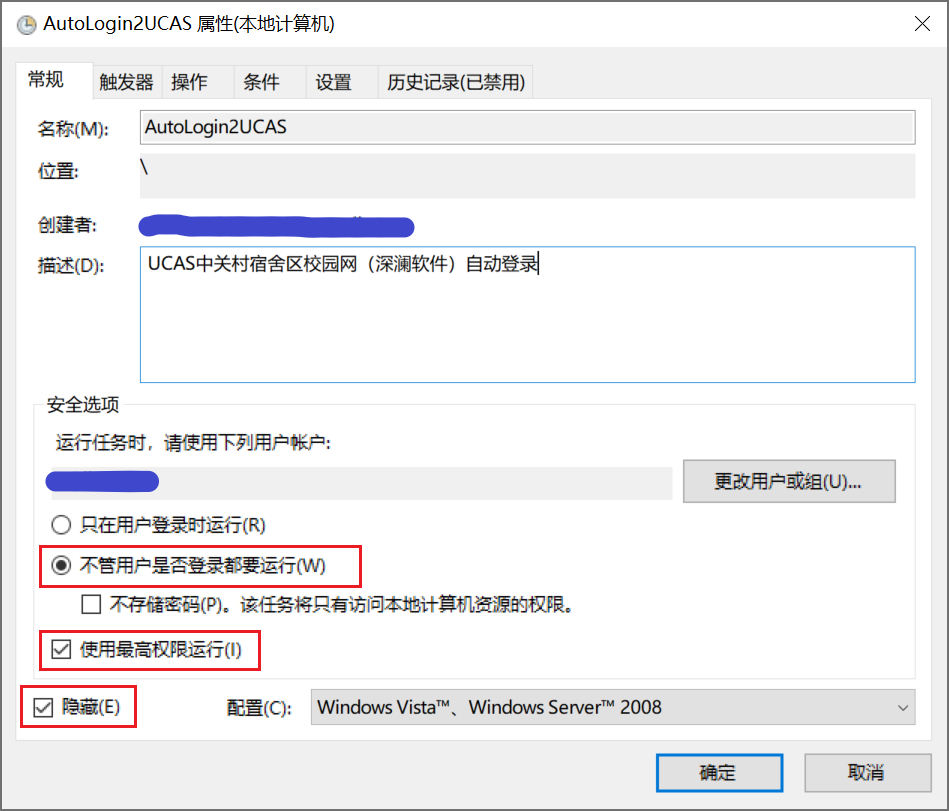 AutoLogin2UCAS 属性(本地计算机)
常规 触发器 操作 条件 设置 历史记录(已禁用)
名称(M): AutoLogin2UCAS
位置: \
创建者:
描述(D): UCAS中关村宿舍区校园网（深澜软件）自动登录
安全选项
运行任务时，请使用下列用户帐户:
更改用户或组(U)...
只在用户登录时运行(R)
不管用户是否登录都要运行(W)
不存储密码(P)。该任务将只有访问本地计算机资源的权限。
使用最高权限运行(I)
隐藏(E) 配置(C): Windows Vista™、Windows Server™ 2008
确定 取消